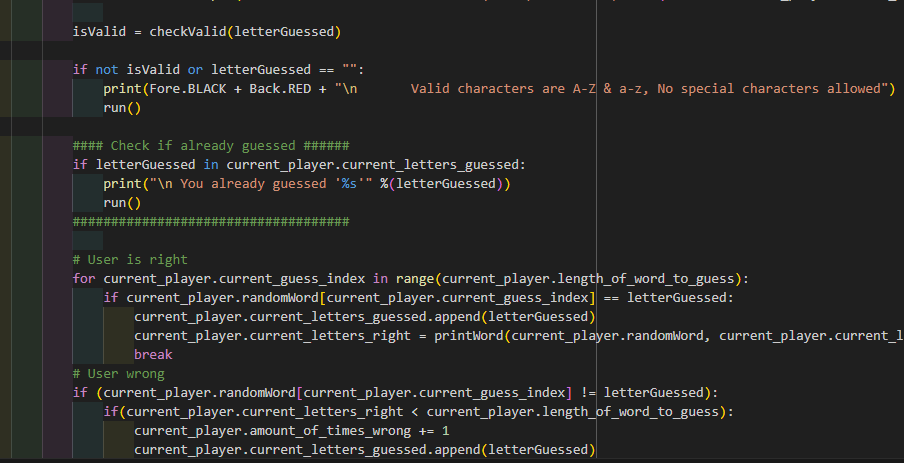 isValid = checkValid(letterGuessed)
if not isValid or letterGuessed == "":
print(Fore.BLACK + Back.RED + "\n      Valid characters are A-Z & a-z, No special characters allowed")
run()
#### Check if already guessed ######
if letterGuessed in current_player.current_letters_guessed:
print("\n You already guessed '%s'" %(letterGuessed))
run()
####################################
# User is right
for current_player.current_guess_index in range(current_player.length_of_word_to_guess):
if current_player.randomWord[current_player.current_guess_index] == letterGuessed:
current_player.current_letters_guessed.append(letterGuessed)
current_player.current_letters_right = printWord(current_player.randomWord, current_player.current_l
break
# User wrong
if (current_player.randomWord[current_player.current_guess_index] != letterGuessed):
if(current_player.current_letters_right < current_player.length_of_word_to_guess):
current_player.amount_of_times_wrong += 1
current_player.current_letters_guessed.append(letterGuessed)